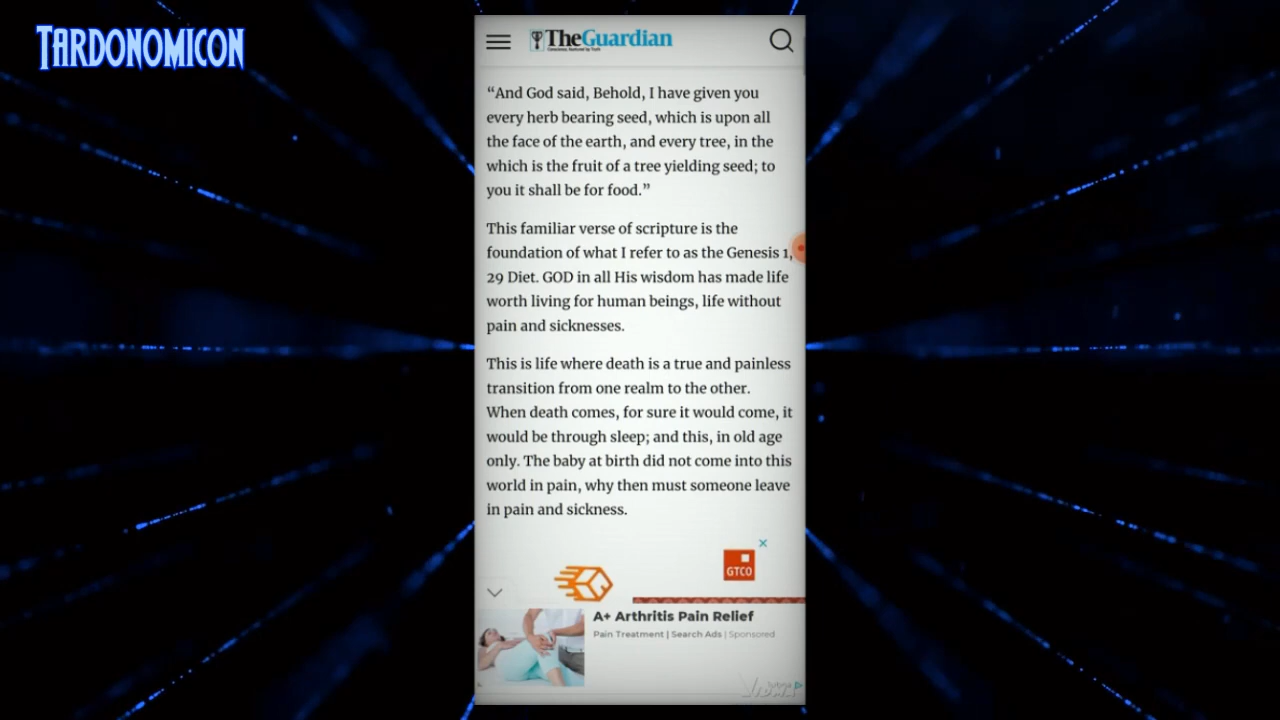 TARDONOMICON
TheGuardian
Conscience, Nurtured by Truth
“And God said, Behold, I have given you
every herb bearing seed, which is upon all
the face of the earth, and every tree, in the
which is the fruit of a tree yielding seed; to
you it shall be for food.”
This familiar verse of scripture is the
foundation of what I refer to as the Genesis 1,
29 Diet. GOD in all His wisdom has made life
worth living for human beings, life without
pain and sicknesses.
This is life where death is a true and painless
transition from one realm to the other.
When death comes, for sure it would come, it
would be through sleep; and this, in old age
only. The baby at birth did not come into this
world in pain, why then must someone leave
in pain and sickness.
GTCO
A+ Arthritis Pain Relief
Pain Treatment | Search Ads | Sponsored